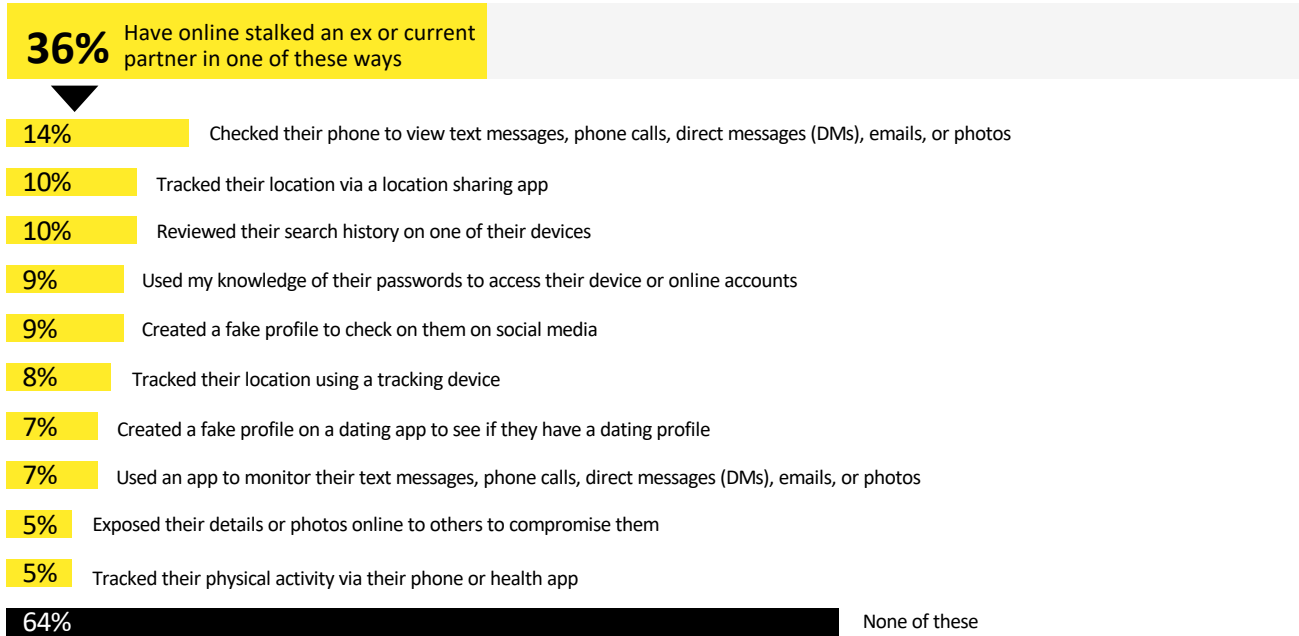 36% Have online stalked an ex or current
partner in one of these ways
14% Checked their phone to view text messages, phone calls, direct messages (DMs), emails, or photos
10% Tracked their location via a location sharing app
10% Reviewed their search history on one of their devices
9% Used my knowledge of their passwords to access their device or online accounts
9% Created a fake profile to check on them on social media
8% Tracked their location using a tracking device
7% Created a fake profile on a dating app to see if they have a dating profile
7% Used an app to monitor their text messages, phone calls, direct messages (DMs), emails, or photos
5% Exposed their details or photos online to others to compromise them
5% Tracked their physical activity via their phone or health app
64% None of these